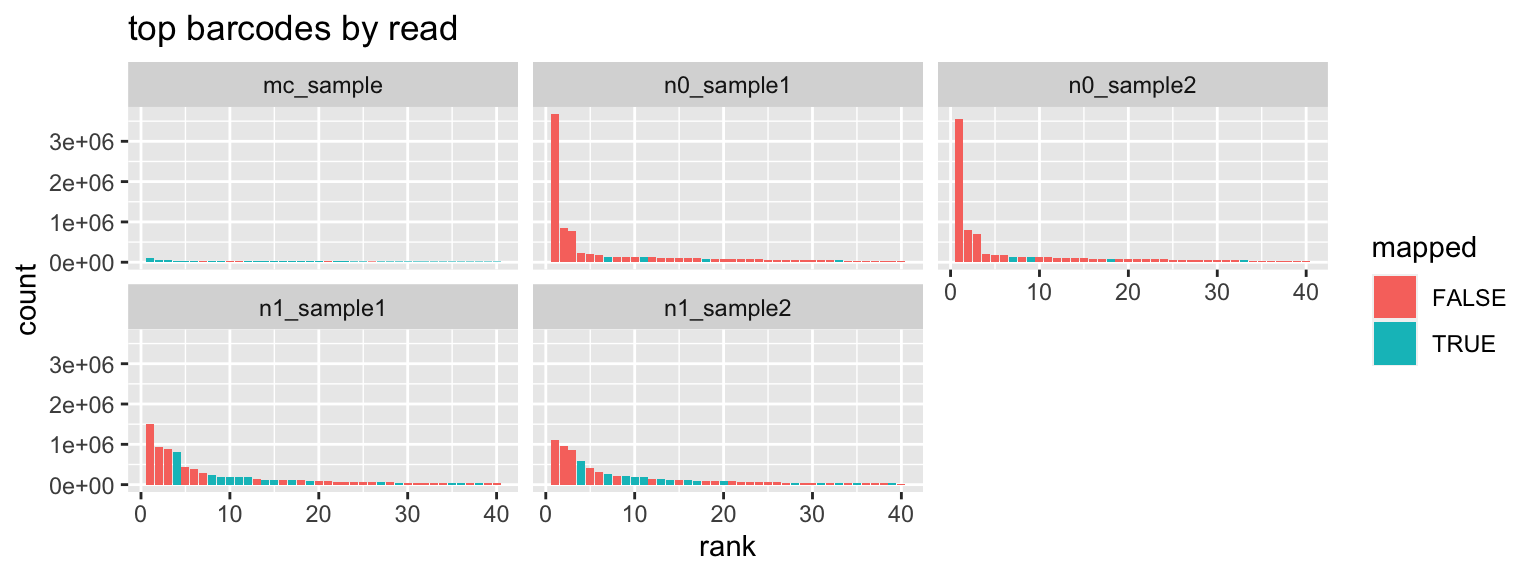 top barcodes by read
mc_sample
n0_sample1
n0_sample2
3e+06
2e+06
1e+06
0e+00
0 10 20 30 40
n1_sample1
n1_sample2
3e+06
2e+06
1e+06
0e+00
0 10 20 30 40
0 10 20 30 40
rank
count
mapped
FALSE
TRUE